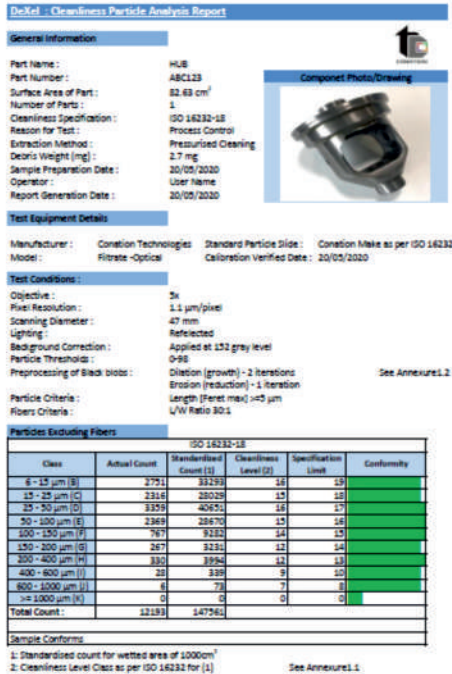 DeXel : Cleanliness Particle Analysis Report
General Information
Part Name : HUB
Part Number : ABC123
Surface Area of Part : 82.63 cm²
Number of Parts : 1
Cleanliness Specification : ISO 16232-18
Reason for Test : Process Control
Extraction Method : Pressurised Cleaning
Debris Weight (mg) : 2.7 mg
Sample Preparation Date : 20/05/2020
Operator : User Name
Report Generation Date : 20/05/2020
Componet Photo/Drawing
Test Equipment Details
Manufacturer : Conation Technologies Standard Particle Slide : Conation Make as per ISO 16232
Model : Filtrate -Optical Calibration Verified Date : 20/05/2020
Test Conditions :
Objective : 5x
Pixel Resolution : 1.1 µm/pixel
Scanning Diameter : 47 mm
Lighting : Refelected
Background Correction : Applied at 152 gray level
Particle Thresholds : 0-98
Preprocessing of Black blobs : Dilation (growth) - 2 iterations See Annexure1.2
Erosion (reduction) - 1 iteration
Particle Criteria : Length [Feret max] >=5 µm
Fibers Criteria : L/W Ratio 30:1
Particles Excluding Fibers
ISO 16232-18
Class Actual Count Standardised Count (1) Cleanliness Level (2) Specification Limit Conformity
6 - 15 µm (B) 2751 33293 16 19
15 - 25 µm (C) 2316 28029 15 18
25 - 50 µm (D) 3359 40651 16 17
50 - 100 µm (E) 2369 28670 15 16
100 - 150 µm (F) 767 9282 14 15
150 - 200 µm (G) 267 3231 12 14
200 - 400 µm (H) 330 3994 12 13
400 - 600 µm (I) 28 339 9 10
600 - 1000 µm (J) 6 73 7 8
>= 1000 µm (K) 0 0 0 0
Total Count : 12193 147561
Sample Conforms
1: Standardised count for wetted area of 1000cm²
2: Cleanliness Level Class as per ISO 16232 for (1) See Annexure1.1